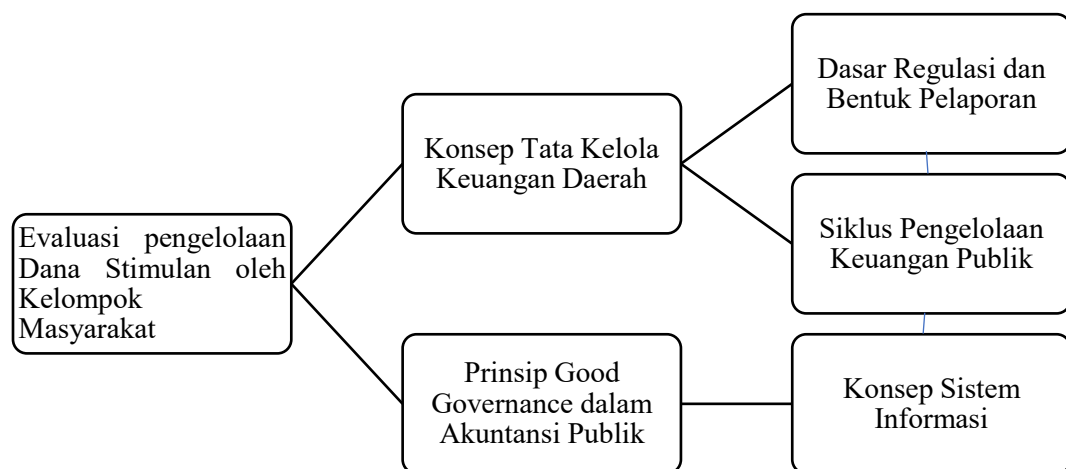 Evaluasi pengelolaan
Dana Stimulan oleh
Kelompok
Masyarakat
Konsep Tata Kelola
Keuangan Daerah
Prinsip Good
Governance dalam
Akuntansi Publik
Dasar Regulasi dan
Bentuk Pelaporan
Siklus Pengelolaan
Keuangan Publik
Konsep Sistem
Informasi